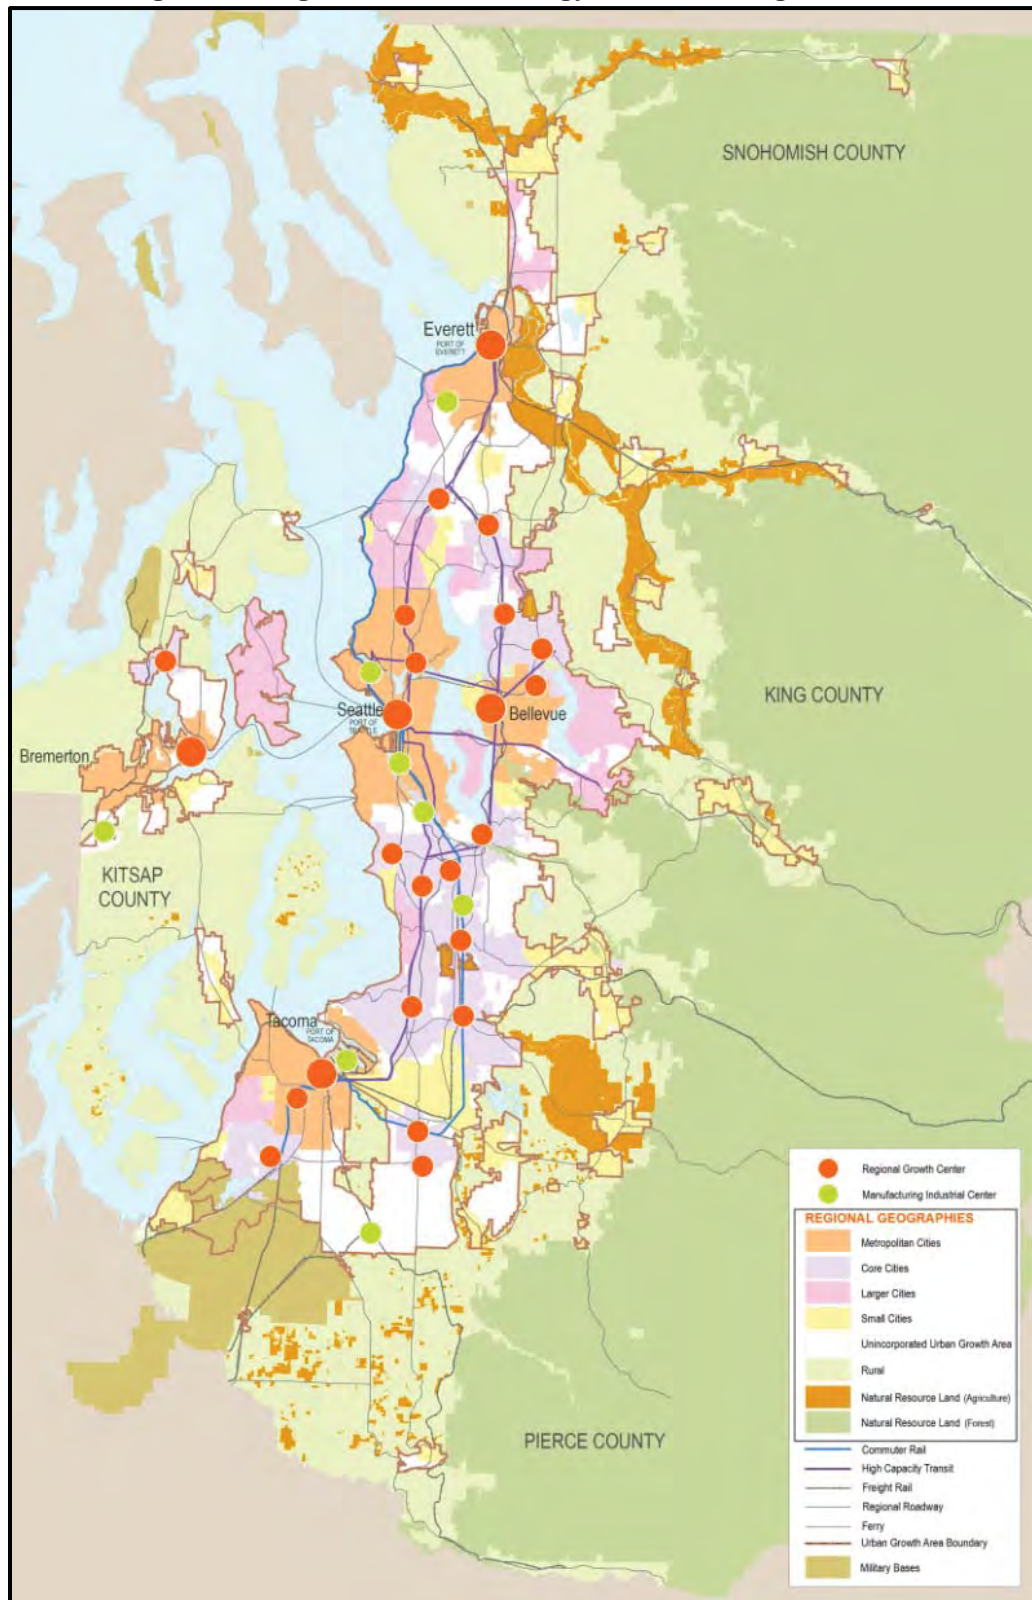 SNOHOMISH COUNTY
Everett
PORT OF
EVERETT
KING COUNTY
Seattle
PORT OF
SEATTLE
Bellevue
Bremerton
KITSAP
COUNTY
Tacoma
PORT OF
TACOMA
PIERCE COUNTY
Regional Growth Center
Manufacturing Industrial Center
REGIONAL GEOGRAPHIES
Metropolitan Cities
Core Cities
Larger Cities
Small Cities
Unincorporated Urban Growth Area
Rural
Natural Resource Land (Agriculture)
Natural Resource Land (Forest)
Commuter Rail
High Capacity Transit
Freight Rail
Regional Roadway
Ferry
Urban Growth Area Boundary
Military Bases